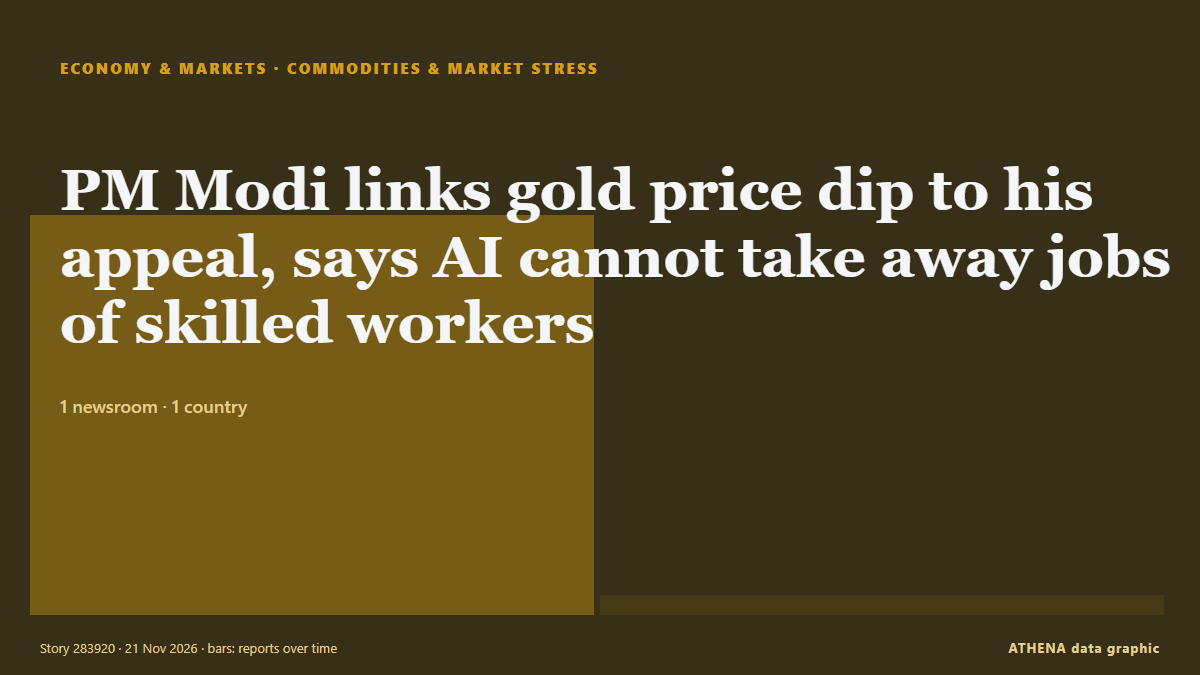 ECONOMY & MARKETS · COMMODITIES & MARKET STRESS
PM Modi links gold price dip to his
appeal, says AI cannot take away jobs
of skilled workers
1 newsroom · 1 country
Story 283920 · 21 Nov 2026 · bars: reports over time
ATHENA data graphic